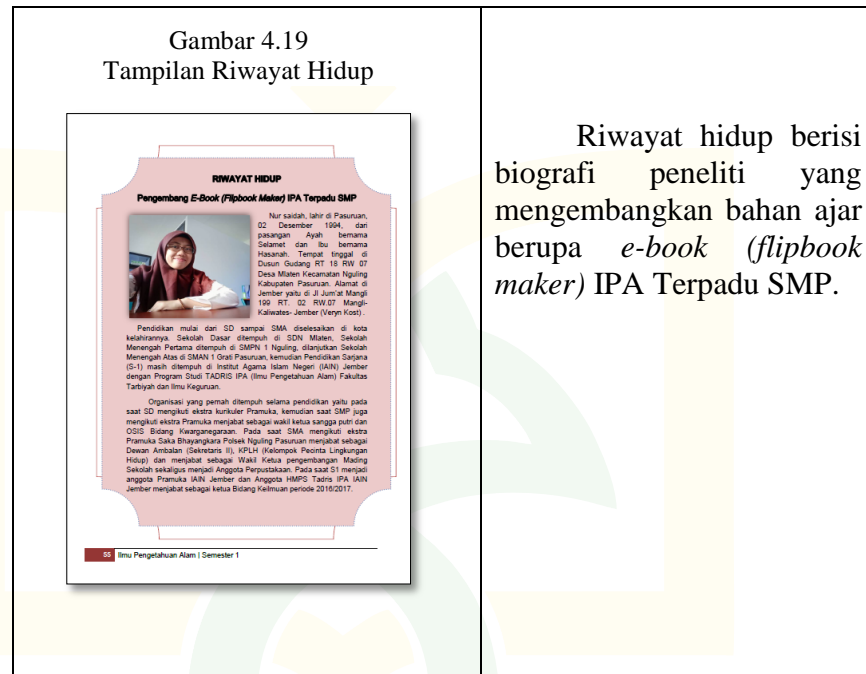 Gambar 4.19
Tampilan Riwayat Hidup
RIWAYAT HIDUP
Pengembang E-Book (Flipbook Maker) IPA Terpadu SMP
Nur saidah, lahir di Pasuruan,
02 Desember 1994, dari
pasangan Ayah bernama
Selamet dan Ibu bernama
Hasanah. Tempat tinggal di
Dusun Gudang RT 18 RW 07
Desa Mlaten Kecamatan Nguling
Kabupaten Pasuruan. Alamat di
Jember yaitu di Jl Jum'at Mangli
199 RT. 02 RW.07 Mangli-
Kaliwates- Jember (Veryn Kost) .
Pendidikan mulai dari SD sampai SMA diselesaikan di kota
kelahirannya. Sekolah Dasar ditempuh di SDN Mlaten, Sekolah
Menengah Pertama ditempuh di SMPN 1 Nguling, dilanjutkan Sekolah
Menengah Atas di SMAN 1 Grati Pasuruan, kemudian Pendidikan Sarjana
(S-1) masih ditempuh di Institut Agama Islam Negeri (IAIN) Jember
dengan Program Studi TADRIS IPA (Ilmu Pengetahuan Alam) Fakultas
Tarbiyah dan Ilmu Keguruan.
Organisasi yang pernah ditempuh selama pendidikan yaitu pada
saat SD mengikuti ekstra kurikuler Pramuka, kemudian saat SMP juga
mengikuti ekstra Pramuka menjabat sebagai wakil ketua sangga putri dan
OSIS Bidang Kwarganegaraan. Pada saat SMA mengikuti ekstra
Pramuka Saka Bhayangkara Polsek Nguling Pasuruan menjabat sebagai
Dewan Ambalan (Sekretaris II), KPLH (Kelompok Pecinta Lingkungan
Hidup) dan menjabat sebagai Wakil Ketua pengembangan Mading
Sekolah sekaligus menjadi Anggota Perpustakaan. Pada saat S1 menjadi
anggota Pramuka IAIN Jember dan Anggota HMPS Tadris IPA IAIN
Jember menjabat sebagai ketua Bidang Keilmuan periode 2016/2017.
55 Ilmu Pengetahuan Alam | Semester 1
Riwayat hidup berisi
biografi peneliti yang
mengembangkan bahan ajar
berupa e-book (flipbook
maker) IPA Terpadu SMP.